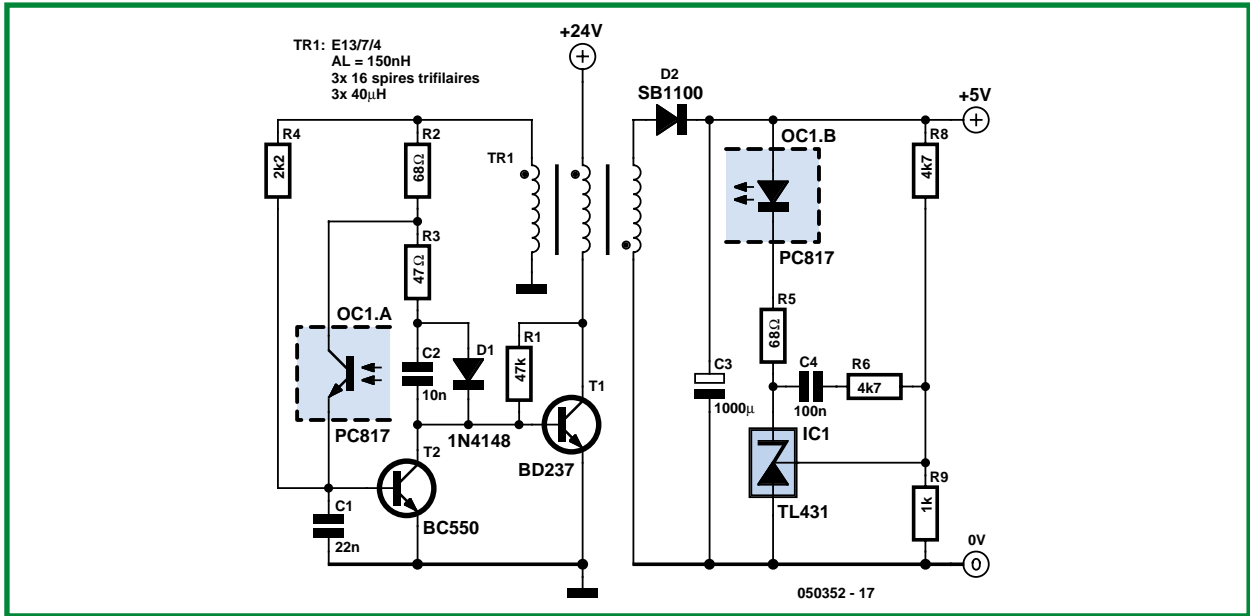 TR1: E13/7/4
AL = 150nH
3x 16 spires trifilaires
3x 40µH
+24V
D2
SB1100
+5V
R4
2k2
R2
68Ω
TR1
OC1.B
PC817
R8
4k7
R3
47Ω
OC1.A
PC817
C2
10n
D1
1N4148
R1
47k
T1
BD237
C3
1000µ
R5
68Ω
C4
100n
R6
4k7
IC1
TL431
R9
1k
T2
BC550
C1
22n
0V
0
050352 - 17